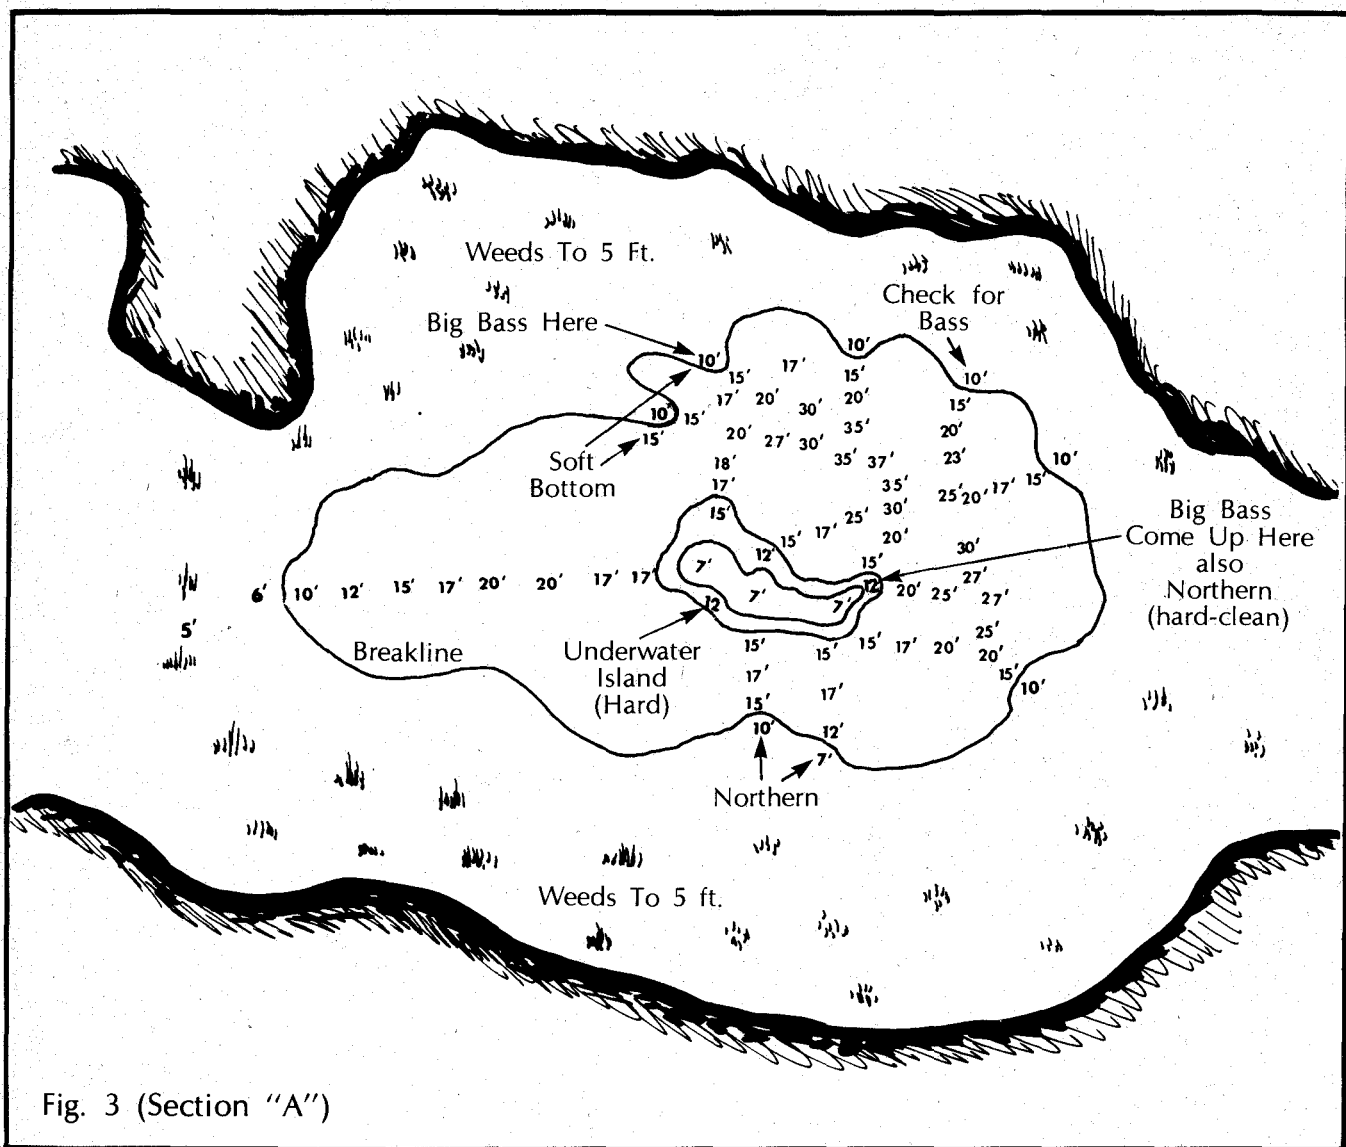 Weeds To 5 Ft.
Check for
Bass
Big Bass Here
10' 10' 10'
15' 17' 15' 15'
17' 20' 30' 20'
10' 15' 35' 20'
15' 20' 27' 30'
18' 35' 37' 23' 10'
Soft
Bottom
17' 35' 25' 20' 17' 15'
15' 25' 30'
15' 17' 20' 30'
Big Bass
Come Up Here
also
Northern
(hard-clean)
7' 12' 15' 27'
6' 10' 12' 15' 17' 20' 20' 17' 17' 12 7' 7' 12 20' 25' 27'
5'
Breakline
Underwater
Island
(Hard)
15' 15' 15' 17' 20' 25' 20'
17' 15' 10'
15' 17'
10' 12'
7'
Northern
Weeds To 5 ft.
Fig. 3 (Section "A")